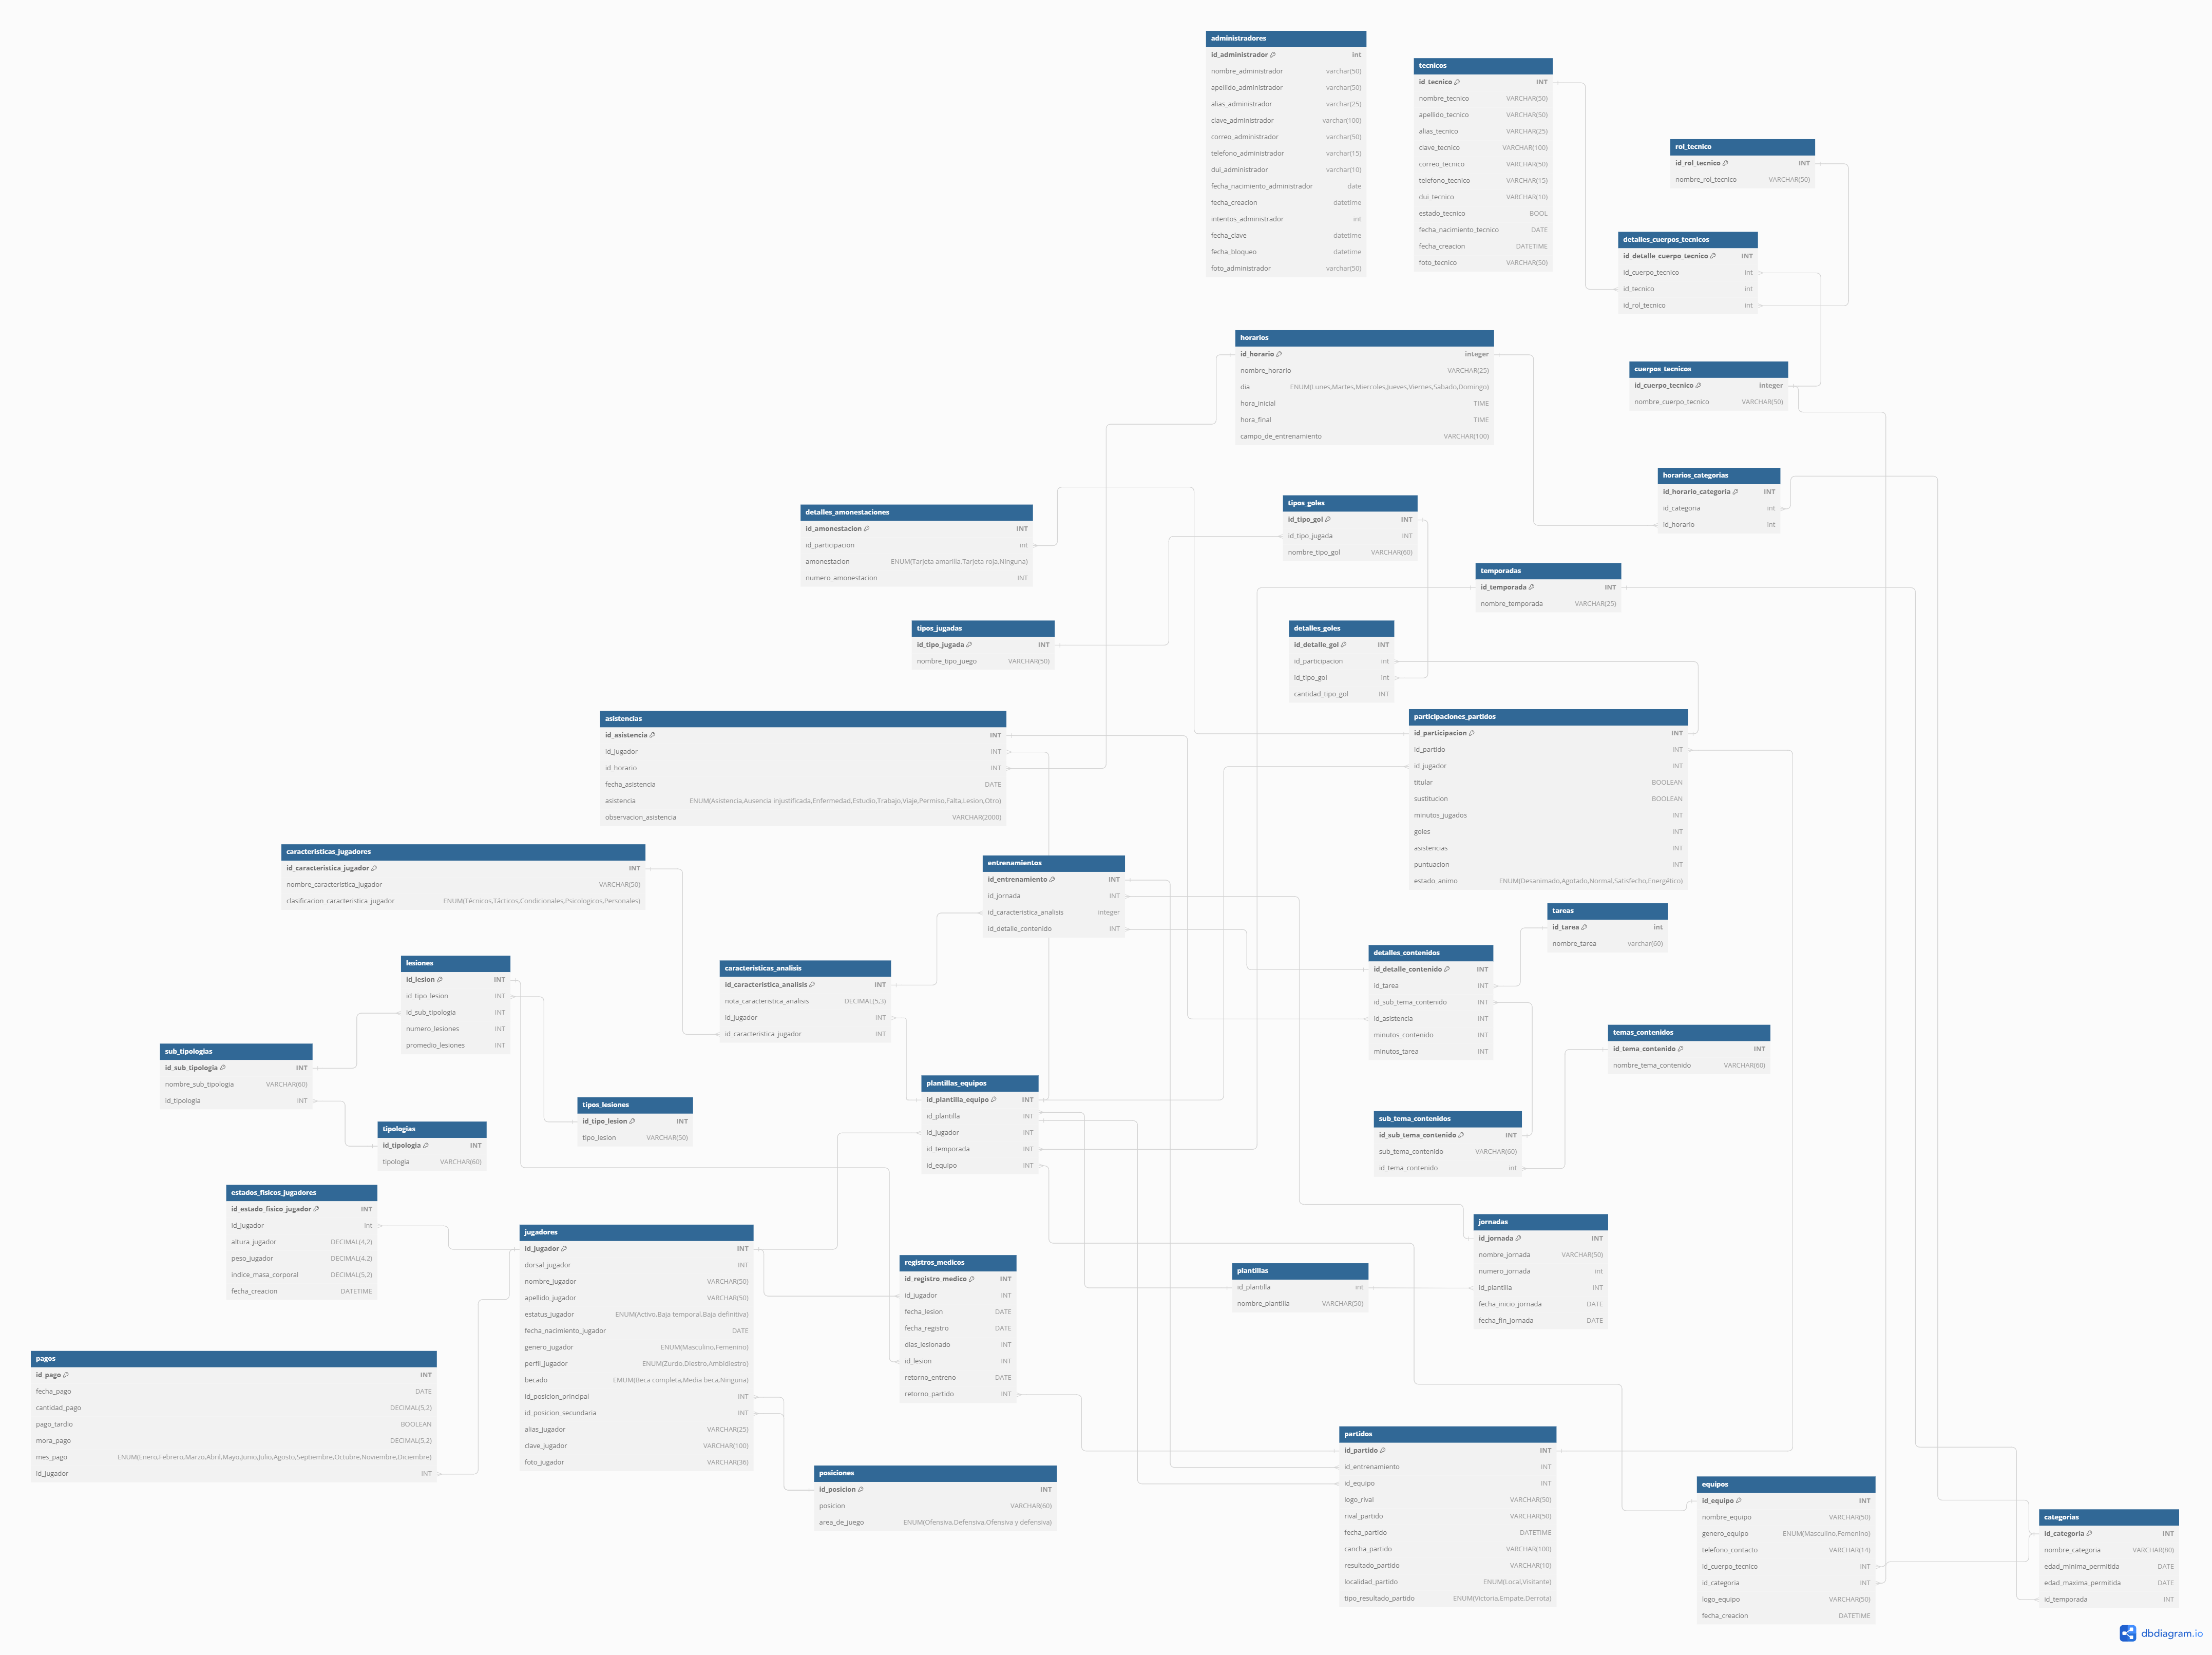 administradores
id_administrador int
nombre_administrador varchar(50)
apellido_administrador varchar(50)
alias_administrador varchar(25)
clave_administrador varchar(100)
correo_administrador varchar(50)
telefono_administrador varchar(15)
dui_administrador varchar(10)
fecha_nacimiento_administrador date
fecha_creacion datetime
intentos_administrador int
fecha_clave datetime
fecha_bloqueo datetime
foto_administrador varchar(50)
tecnicos
id_tecnico INT
nombre_tecnico VARCHAR(50)
apellido_tecnico VARCHAR(50)
alias_tecnico VARCHAR(25)
clave_tecnico VARCHAR(100)
correo_tecnico VARCHAR(50)
telefono_tecnico VARCHAR(15)
dui_tecnico VARCHAR(10)
estado_tecnico BOOL
fecha_nacimiento_tecnico DATE
fecha_creacion DATETIME
foto_tecnico VARCHAR(50)
rol_tecnico
id_rol_tecnico INT
nombre_rol_tecnico VARCHAR(50)
detalles_cuerpos_tecnicos
id_detalle_cuerpo_tecnico INT
id_cuerpo_tecnico int
id_tecnico int
id_rol_tecnico int
horarios
id_horario integer
nombre_horario VARCHAR(25)
dia ENUM(Lunes,Martes,Miercoles,Jueves,Viernes,Sabado,Domingo)
hora_inicial TIME
hora_final TIME
campo_de_entrenamiento VARCHAR(100)
cuerpos_tecnicos
id_cuerpo_tecnico integer
nombre_cuerpo_tecnico VARCHAR(50)
horarios_categorias
id_horario_categoria INT
id_categoria int
id_horario int
detalles_amonestaciones
id_amonestacion INT
id_participacion int
amonestacion ENUM(Tarjeta amarilla,Tarjeta roja,Ninguna)
numero_amonestacion INT
tipos_goles
id_tipo_gol INT
id_tipo_jugada INT
nombre_tipo_gol VARCHAR(60)
temporadas
id_temporada INT
nombre_temporada VARCHAR(25)
tipos_jugadas
id_tipo_jugada INT
nombre_tipo_juego VARCHAR(50)
detalles_goles
id_detalle_gol INT
id_participacion int
id_tipo_gol int
cantidad_tipo_gol INT
asistencias
id_asistencia INT
id_jugador INT
id_horario INT
fecha_asistencia DATE
asistencia ENUM(Asistencia,Ausencia injustificada,Enfermedad,Estudio,Trabajo,Viaje,Permiso,Falta,Lesion,Otro)
observacion_asistencia VARCHAR(2000)
participaciones_partidos
id_participacion INT
id_partido INT
id_jugador INT
titular BOOLEAN
sustitucion BOOLEAN
minutos_jugados INT
goles INT
asistencias INT
puntuacion INT
estado_animo ENUM(Desanimado,Agotado,Normal,Satisfecho,Energético)
caracteristicas_jugadores
id_caracteristica_jugador INT
nombre_caracteristica_jugador VARCHAR(50)
clasificacion_caracteristica_jugador ENUM(Técnicos,Tácticos,Condicionales,Psicologicos,Personales)
entrenamientos
id_entrenamiento INT
id_jornada INT
id_caracteristica_analisis integer
id_detalle_contenido INT
tareas
id_tarea int
nombre_tarea varchar(60)
detalles_contenidos
id_detalle_contenido INT
id_tarea INT
id_sub_tema_contenido INT
id_asistencia INT
minutos_contenido INT
minutos_tarea INT
lesiones
id_lesion INT
id_tipo_lesion INT
id_sub_tipologia INT
numero_lesiones INT
promedio_lesiones INT
caracteristicas_analisis
id_caracteristica_analisis INT
nota_caracteristica_analisis DECIMAL(5,3)
id_jugador INT
id_caracteristica_jugador INT
temas_contenidos
id_tema_contenido INT
nombre_tema_contenido VARCHAR(60)
sub_tipologias
id_sub_tipologia INT
nombre_sub_tipologia VARCHAR(60)
id_tipologia INT
plantillas_equipos
id_plantilla_equipo INT
id_plantilla INT
id_jugador INT
id_temporada INT
id_equipo INT
tipos_lesiones
id_tipo_lesion INT
tipo_lesion VARCHAR(50)
sub_tema_contenidos
id_sub_tema_contenido INT
sub_tema_contenido VARCHAR(60)
id_tema_contenido int
tipologias
id_tipologia INT
tipologia VARCHAR(60)
estados_fisicos_jugadores
id_estado_fisico_jugador INT
id_jugador int
altura_jugador DECIMAL(4,2)
peso_jugador DECIMAL(4,2)
indice_masa_corporal DECIMAL(5,2)
fecha_creacion DATETIME
jugadores
id_jugador INT
dorsal_jugador INT
nombre_jugador VARCHAR(50)
apellido_jugador VARCHAR(50)
estatus_jugador ENUM(Activo,Baja temporal,Baja definitiva)
fecha_nacimiento_jugador DATE
genero_jugador ENUM(Masculino,Femenino)
perfil_jugador ENUM(Zurdo,Diestro,Ambidiestro)
becado EMUM(Beca completa,Media beca,Ninguna)
id_posicion_principal INT
id_posicion_secundaria INT
alias_jugador VARCHAR(25)
clave_jugador VARCHAR(100)
foto_jugador VARCHAR(36)
registros_medicos
id_registro_medico INT
id_jugador INT
fecha_lesion DATE
fecha_registro DATE
dias_lesionado INT
id_lesion INT
retorno_entreno DATE
retorno_partido INT
plantillas
id_plantilla int
nombre_plantilla VARCHAR(50)
jornadas
id_jornada INT
nombre_jornada VARCHAR(50)
numero_jornada int
id_plantilla INT
fecha_inicio_jornada DATE
fecha_fin_jornada DATE
pagos
id_pago INT
fecha_pago DATE
cantidad_pago DECIMAL(5,2)
pago_tardio BOOLEAN
mora_pago DECIMAL(5,2)
mes_pago ENUM(Enero,Febrero,Marzo,Abril,Mayo,Junio,Julio,Agosto,Septiembre,Octubre,Noviembre,Diciembre)
id_jugador INT
posiciones
id_posicion INT
posicion VARCHAR(60)
area_de_juego ENUM(Ofensiva,Defensiva,Ofensiva y defensiva)
partidos
id_partido INT
id_entrenamiento INT
id_equipo INT
logo_rival VARCHAR(50)
rival_partido VARCHAR(50)
fecha_partido DATETIME
cancha_partido VARCHAR(100)
resultado_partido VARCHAR(10)
localidad_partido ENUM(Local,Visitante)
tipo_resultado_partido ENUM(Victoria,Empate,Derrota)
equipos
id_equipo INT
nombre_equipo VARCHAR(50)
genero_equipo ENUM(Masculino,Femenino)
telefono_contacto VARCHAR(14)
id_cuerpo_tecnico INT
id_categoria INT
logo_equipo VARCHAR(50)
fecha_creacion DATETIME
categorias
id_categoria INT
nombre_categoria VARCHAR(80)
edad_minima_permitida DATE
edad_maxima_permitida DATE
id_temporada INT
dbdiagram.io